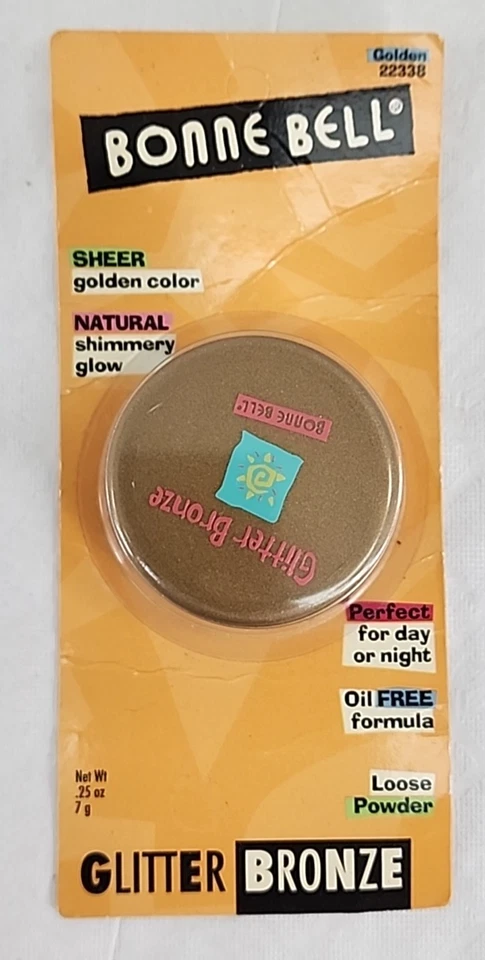 Golden
22338
BONNE BELL®
SHEER
golden color
NATURAL
shimmery
glow
BONNE BELL®
Glitter Bronze
Perfect
for day
or night
Oil FREE
formula
Net Wt
.25 oz
7 g
Loose
Powder
GLITTER BRONZE